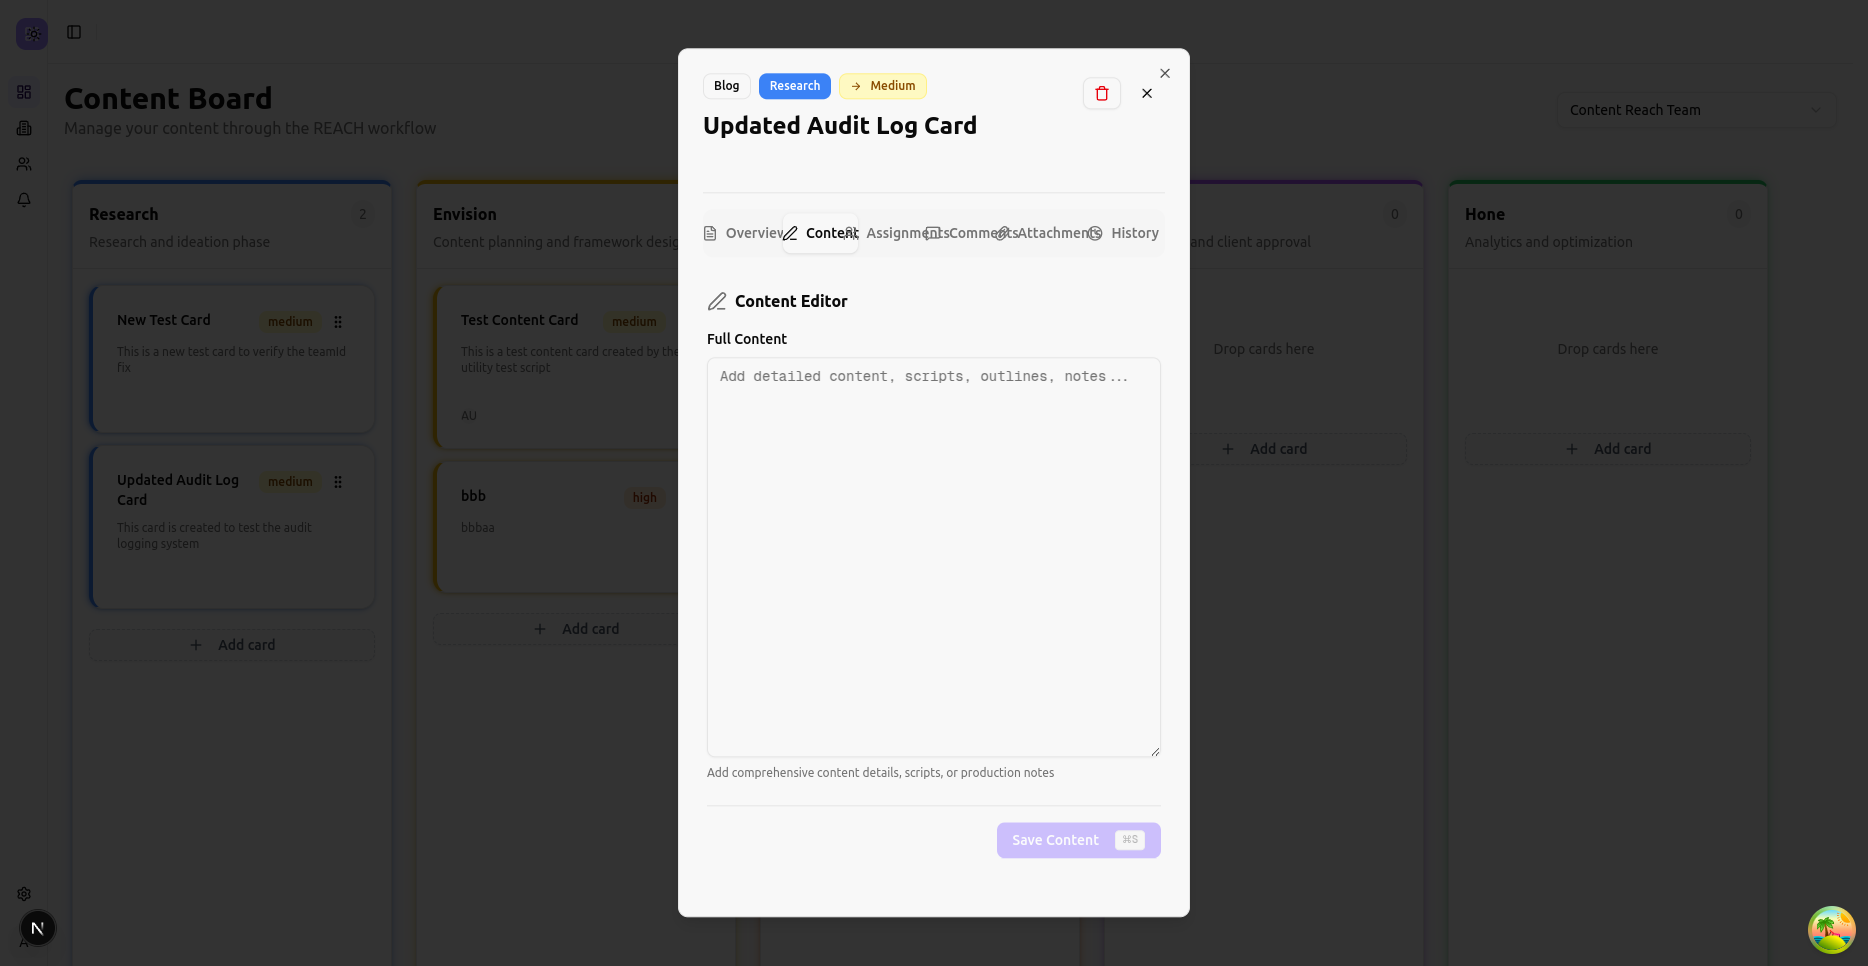 Content Board
Manage your content through the REACH workflow
Content Reach Team
Research
2
Research and ideation phase
New Test Card
medium
This is a new test card to verify the teamId
fix
AU
Updated Audit Log
Card
medium
This card is created to test the audit
logging system
Add card
Envision
Content planning and framework desig
Test Content Card
medium
This is a test content card created by the
utility test script
bbb
high
bbbaa
Add card
Blog
Research
Medium
Updated Audit Log Card
Overview
Content
Assignments
Comments
Attachments
History
Content Editor
Full Content
Add detailed content, scripts, outlines, notes...
Add comprehensive content details, scripts, or production notes
Save Content
⌘S
0
and client approval
Drop cards here
Add card
Hone
0
Analytics and optimization
Drop cards here
Add card
N